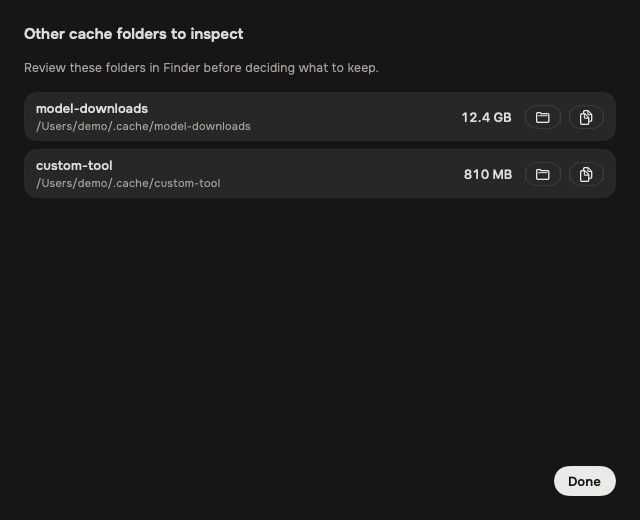 Other cache folders to inspect
Review these folders in Finder before deciding what to keep.
model-downloads
12.4 GB
/Users/demo/.cache/model-downloads
custom-tool
810 MB
/Users/demo/.cache/custom-tool
Done